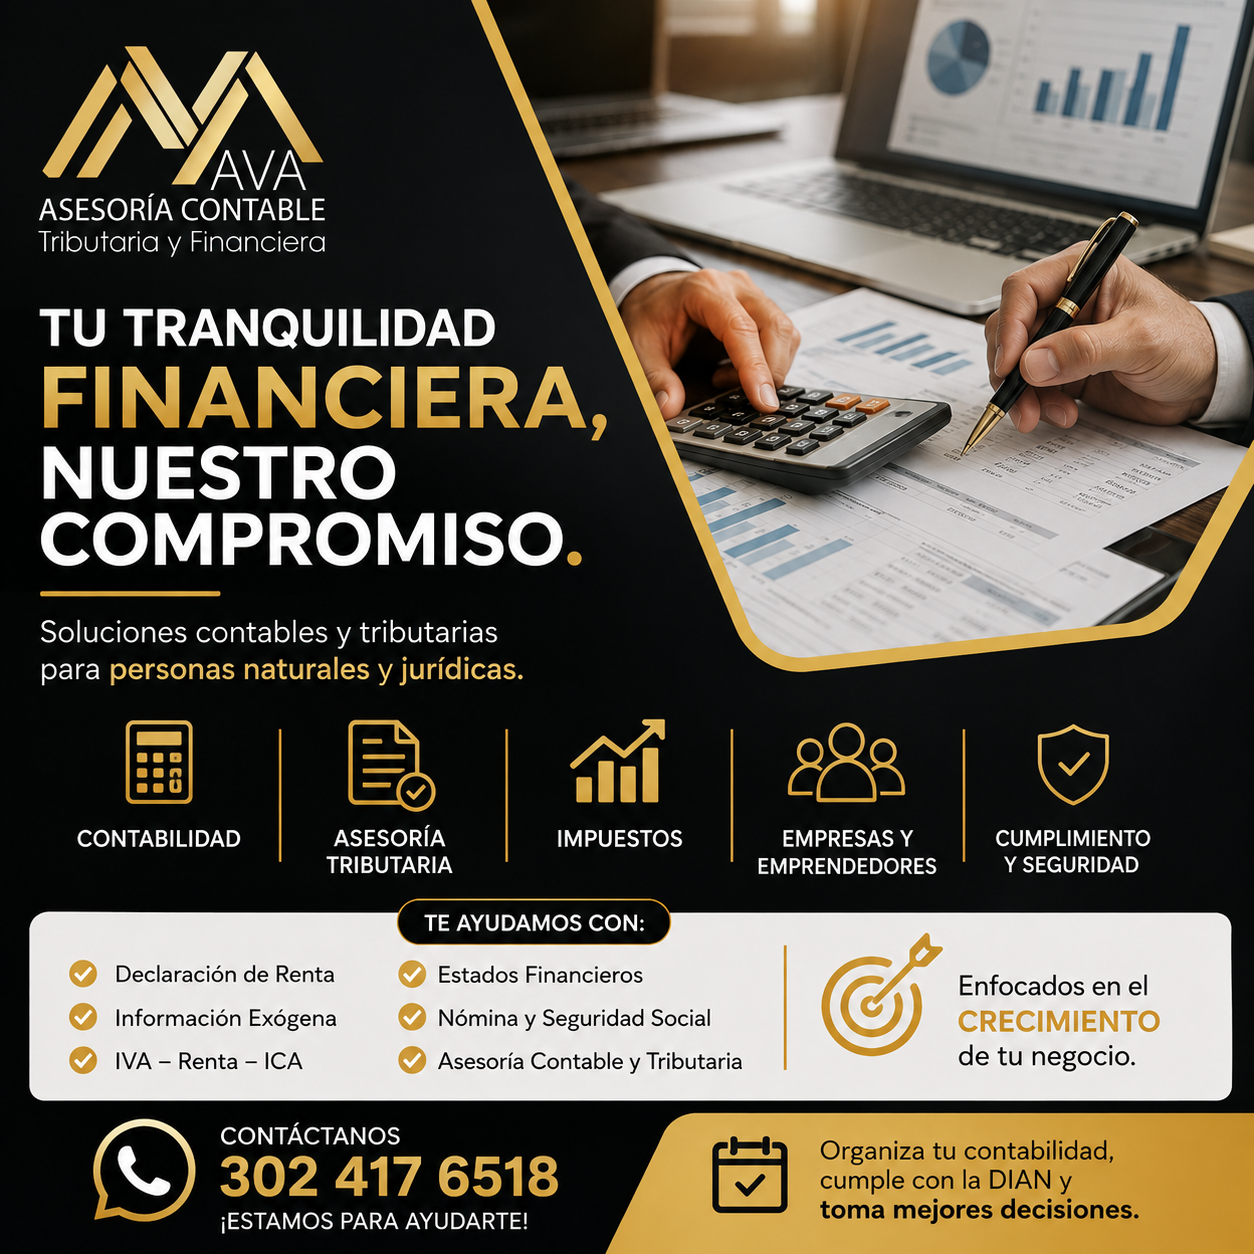 AVA
ASESORÍA CONTABLE
Tributaria y Financiera
TU TRANQUILIDAD
FINANCIERA,
NUESTRO
COMPROMISO.
Soluciones contables y tributarias
para personas naturales y jurídicas.
CONTABILIDAD
ASESORÍA
TRIBUTARIA
IMPUESTOS
EMPRESAS Y
EMPRENDEDORES
CUMPLIMIENTO
Y SEGURIDAD
TE AYUDAMOS CON:
Declaración de Renta
Información Exógena
IVA – Renta – ICA
Estados Financieros
Nómina y Seguridad Social
Asesoría Contable y Tributaria
Enfocados en el
CRECIMIENTO
de tu negocio.
CONTÁCTANOS
302 417 6518
¡ESTAMOS PARA AYUDARTE!
Organiza tu contabilidad,
cumple con la DIAN y
toma mejores decisiones.